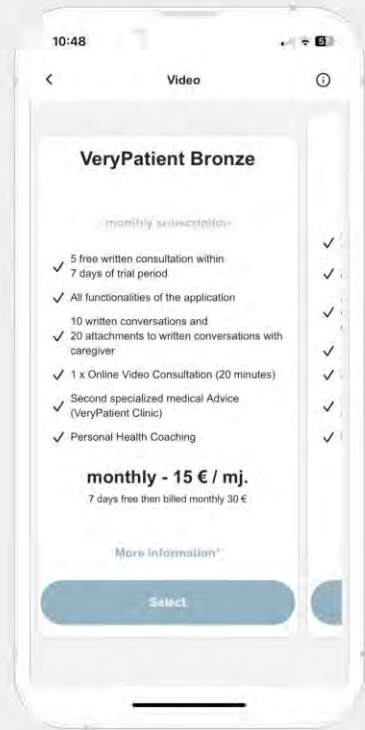 10:48
Video
VeryPatient Bronze
monthly subscription
5 free written consultation within
7 days of trial period
All functionalities of the application
10 written conversations and
20 attachments to written conversations with
caregiver
1 x Online Video Consultation (20 minutes)
Second specialized medical Advice
(VeryPatient Clinic)
Personal Health Coaching
monthly - 15 € / mj.
7 days free then billed monthly 30 €
More Information*
Select